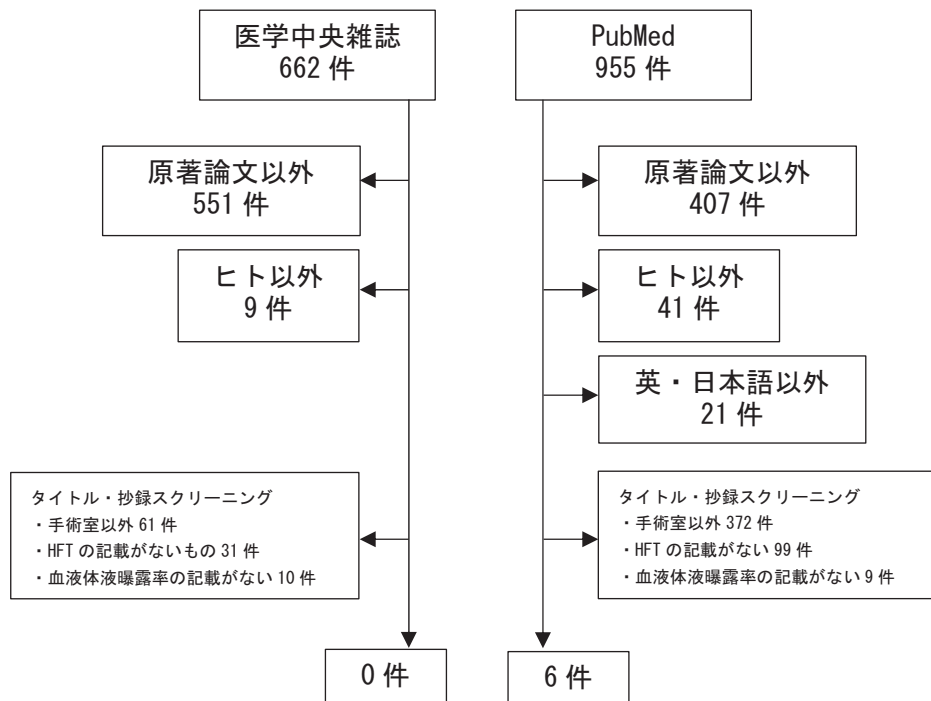 医学中央雑誌
662 件
PubMed
955 件
原著論文以外
551 件
原著論文以外
407 件
ヒト以外
9 件
ヒト以外
41 件
英・日本語以外
21 件
タイトル・抄録スクリーニング
・手術室以外 61 件
・HFT の記載がないもの 31 件
・血液体液曝露率の記載がない 10 件
タイトル・抄録スクリーニング
・手術室以外 372 件
・HFT の記載がない 99 件
・血液体液曝露率の記載がない 9 件
0 件
6 件